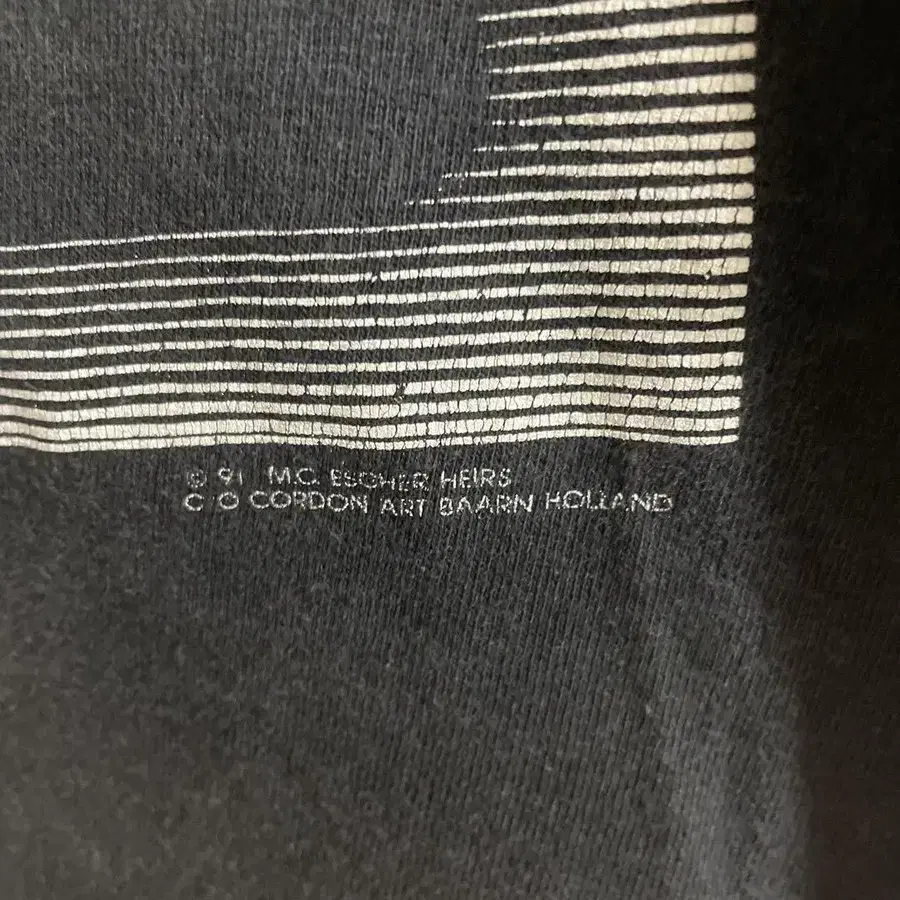 © 91 M.C. ESCHER HEIRS
C O CORDON ART BAARN HOLLAND